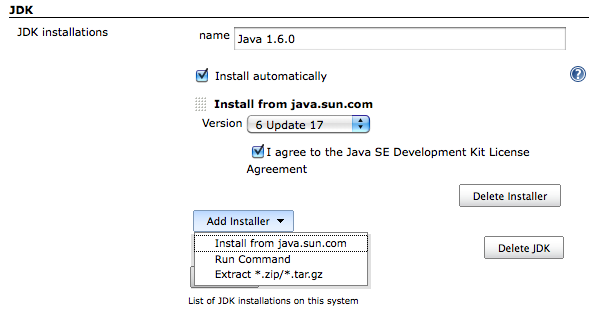 JDK
JDK installations
name Java 1.6.0
Install automatically
Install from java.sun.com
Version 6 Update 17
I agree to the Java SE Development Kit License
Agreement
Delete Installer
Add Installer
Install from java.sun.com
Delete JDK
Run Command
Extract *.zip/*.tar.gz
List of JDK installations on this system